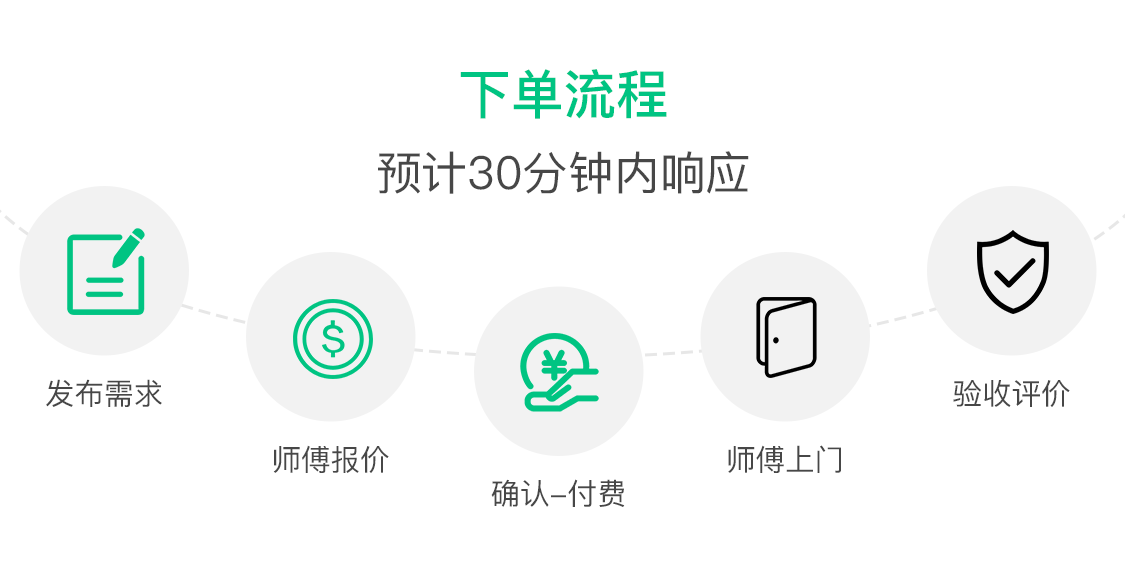 下单流程
预计30分钟内响应
发布需求
师傅报价
确认–付费
师傅上门
验收评价